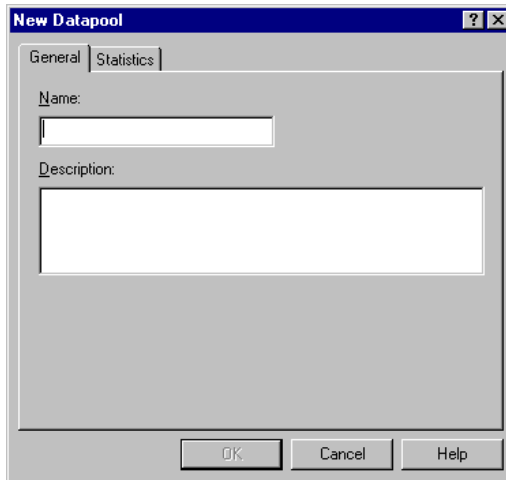 New Datapool
General Statistics
Name:
Description:
OK Cancel Help